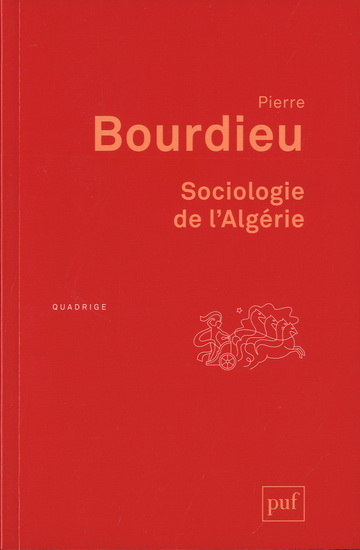 Pierre
Bourdieu
Sociologie
de l'Algérie
QUADRIGE
puf